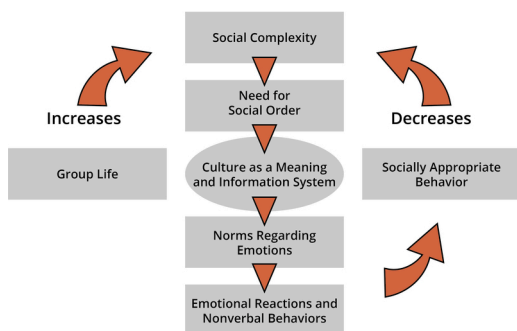 Social Complexity
Need for
Social Order
Increases
Decreases
Group Life
Culture as a Meaning
and Information System
Socially Appropriate
Behavior
Norms Regarding
Emotions
Emotional Reactions and
Nonverbal Behaviors